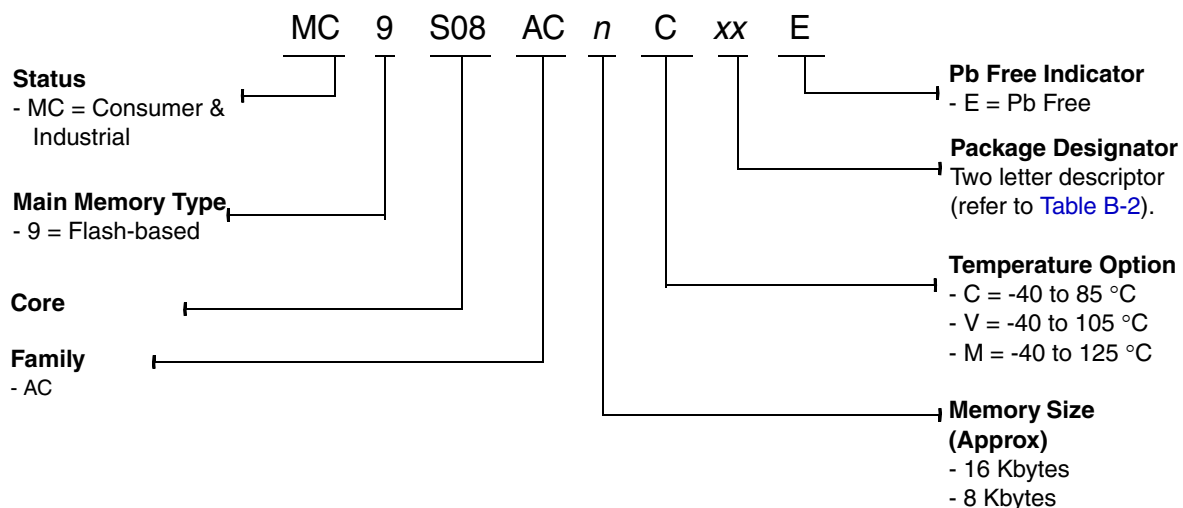 MC 9 S08 AC n C xx E
Status
- MC = Consumer &
Industrial
Main Memory Type
- 9 = Flash-based
Core
Family
- AC
Pb Free Indicator
- E = Pb Free
Package Designator
Two letter descriptor
(refer to Table B-2).
Temperature Option
- C = -40 to 85 °C
- V = -40 to 105 °C
- M = -40 to 125 °C
Memory Size
(Approx)
- 16 Kbytes
- 8 Kbytes